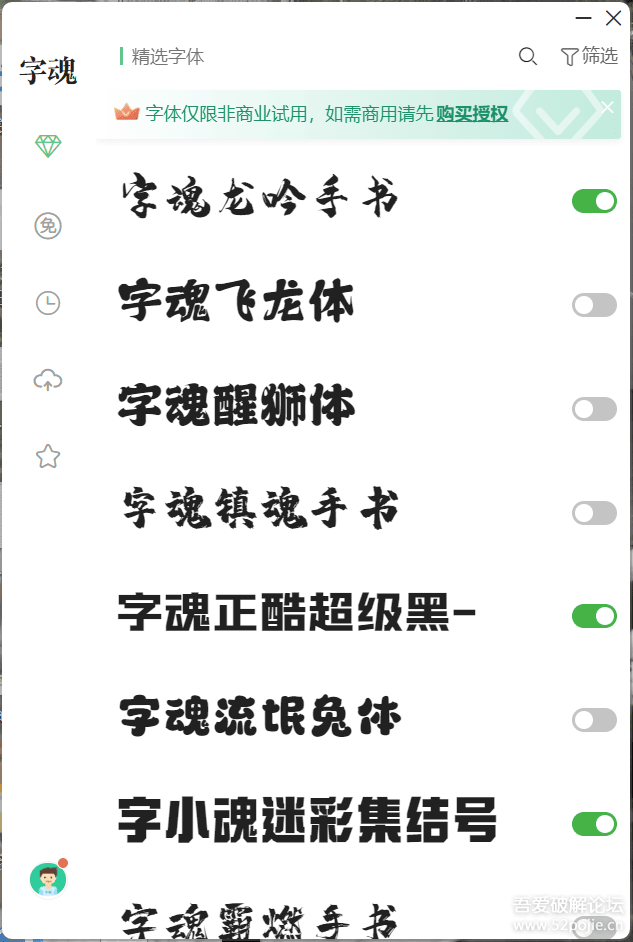 字魂
精选字体
筛选
字体仅限非商业试用，如需商用请先购买授权
字魂龙吟手书
免
字魂飞龙体
字魂醒狮体
字魂镇魂手书
字魂正酷超级黑-
字魂流氓兔体
字小魂迷彩集结号
字魂霸燃手书
吾爱破解论坛
www.52pojie.cn